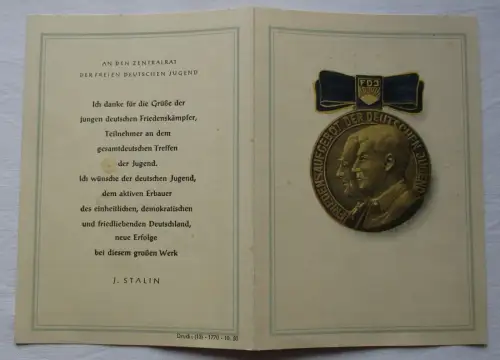 AN DEN ZENTRALRAT
DER FREIEN DEUTSCHEN JUGEND
Ich danke für die Grüße der
jungen deutschen Friedenskämpfer,
Teilnehmer an dem
gesamtdeutschen Treffen
der Jugend.
Ich wünsche der deutschen Jugend,
dem aktiven Erbauer
des einheitlichen, demokratischen
und friedliebenden Deutschland,
neue Erfolge
bei diesem großen Werk
J. STALIN
FDJ
FRIEDENSAUFGEBOT DER DEUTSCHEN JUGEND